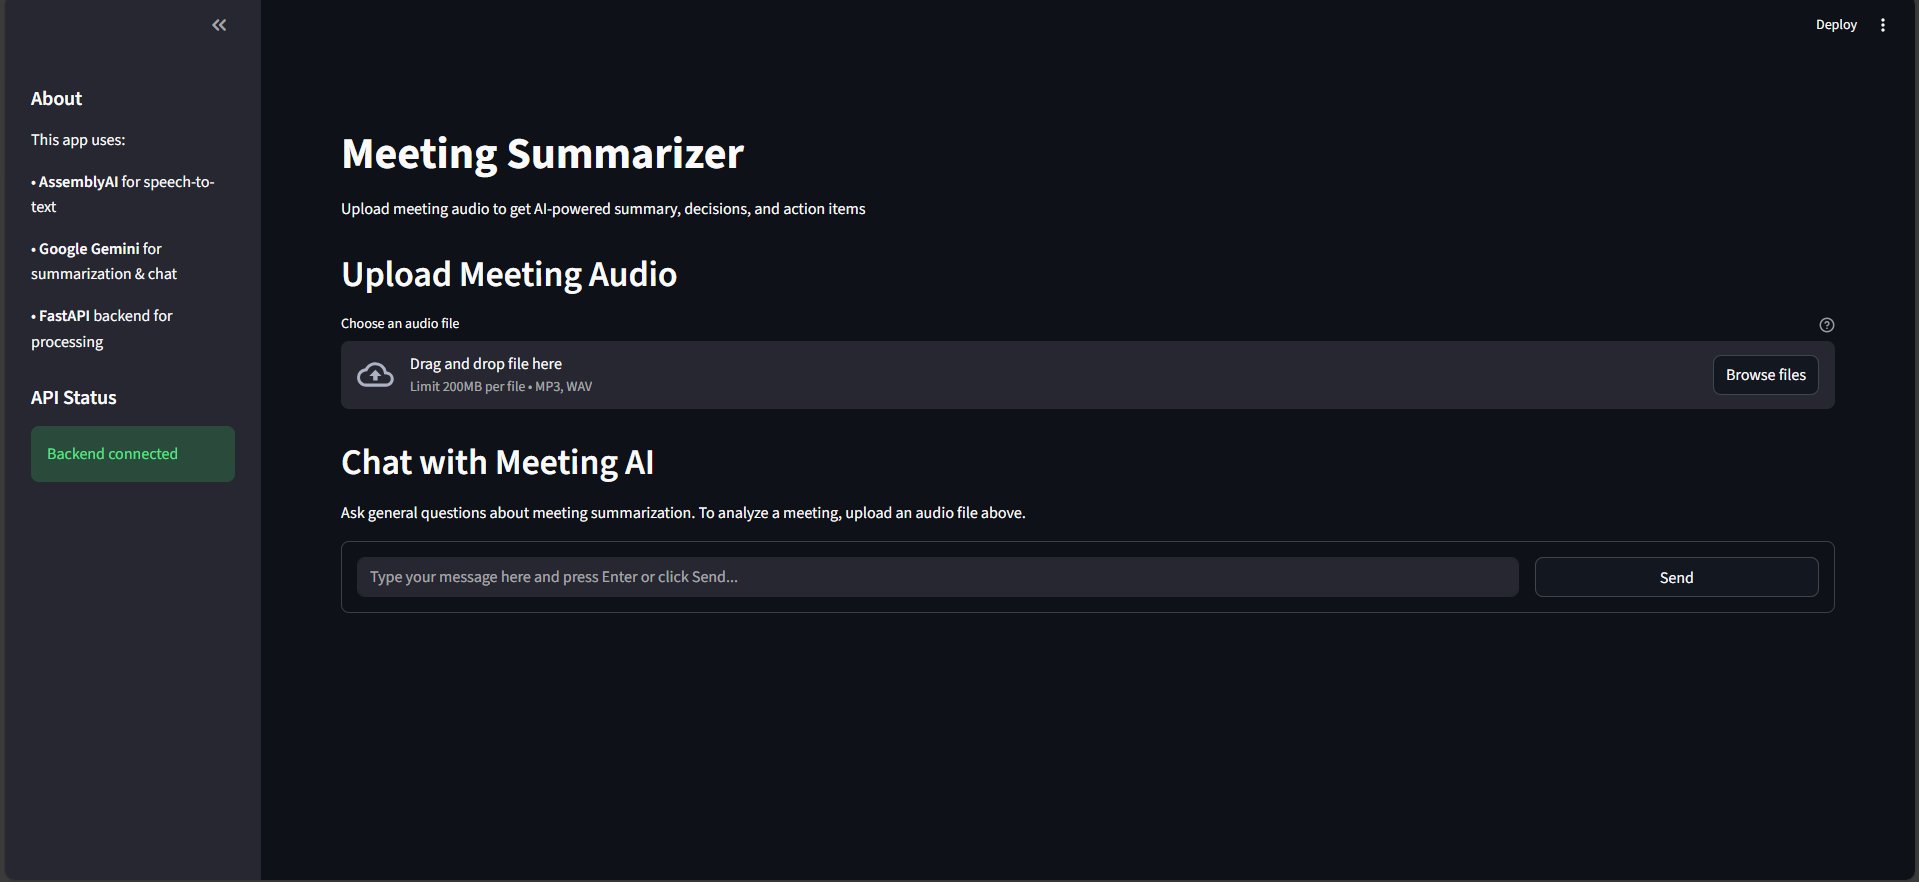 Deploy
About
This app uses:
• AssemblyAI for speech-to-
text
• Google Gemini for
summarization & chat
• FastAPI backend for
processing
API Status
Backend connected
Meeting Summarizer
Upload meeting audio to get AI-powered summary, decisions, and action items
Upload Meeting Audio
Choose an audio file
Drag and drop file here
Limit 200MB per file • MP3, WAV
Browse files
Chat with Meeting AI
Ask general questions about meeting summarization. To analyze a meeting, upload an audio file above.
Type your message here and press Enter or click Send...
Send